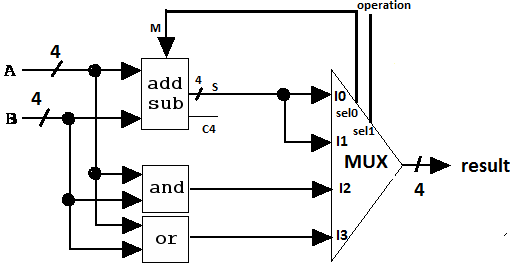 operation
M
A
4
add
sub
4
S
C4
B
4
I0
sel0
sel1
I1
MUX
result
4
and
I2
or
I3